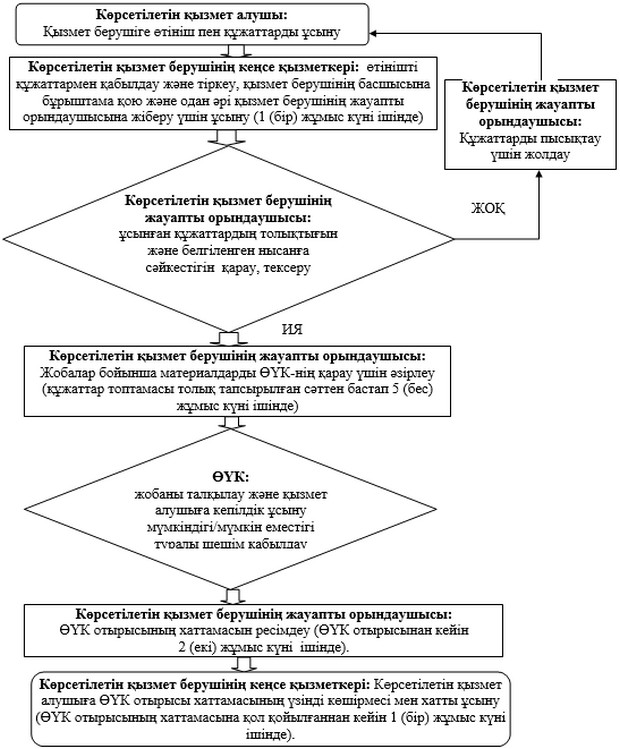 Көрсетілетін қызмет алушы:
Қызмет берушіге өтініш пен құжаттарды ұсыну
Көрсетілетін қызмет берушінің кеңсе қызметкері: өтінішті
құжаттармен қабылдау және тіркеу, қызмет берушінің басшысына
бұрыштама қою және одан әрі қызмет берушінің жауапты
орындаушысына жіберу үшін ұсыну (1 (бір) жұмыс күні ішінде)
Көрсетілетін қызмет
берушінің жауапты
орындаушысы:
Құжаттарды пысықтау
үшін жолдау
Көрсетілетін қызмет берушінің
жауапты орындаушысы:
ұсынған құжаттардың толықтығын
және белгіленген нысанға
сәйкестігін қарау, тексеру
ЖОҚ
ИЯ
Көрсетілетін қызмет берушінің жауапты орындаушысы:
Жобалар бойынша материалдарды ӨҮК-нің қарау үшін әзірлеу
(құжаттар топтамасы толық тапсырылған сәттен бастап 5 (бес)
жұмыс күні ішінде)
ӨҮК:
жобаны талқылау және қызмет
алушыға кепілдік ұсыну
мүмкіндігі/мүмкін еместігі
туралы шешім қабылдау
Көрсетілетін қызмет берушінің жауапты орындаушысы:
ӨҮК отырысының хаттамасын ресімдеу (ӨҮК отырысынан кейін
2 (екі) жұмыс күні ішінде).
Көрсетілетін қызмет берушінің кеңсе қызметкері: Көрсетілетін қызмет
алушыға ӨҮК отырысы хаттамасының үзінді көшірмесі мен хатты ұсыну
(ӨҮК отырысының хаттамасына қол қойылғаннан кейін 1 (бір) жұмыс күні
ішінде).